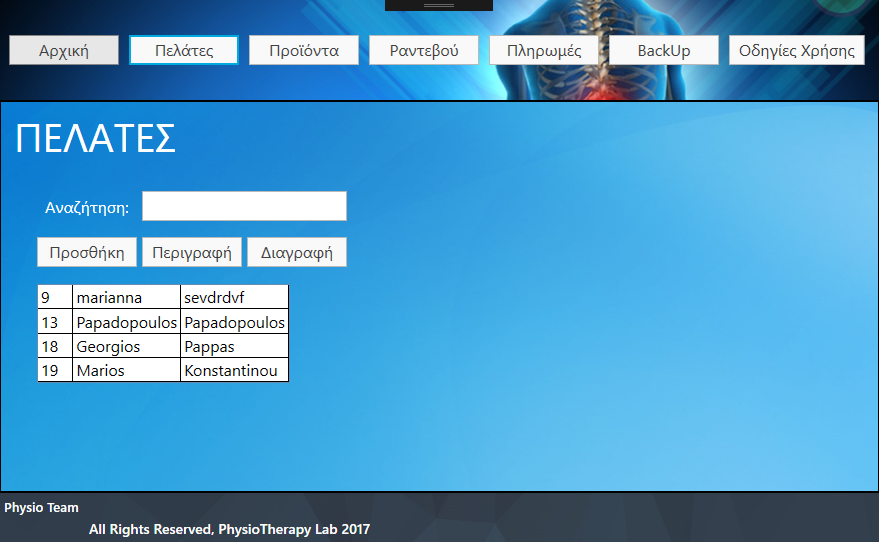 Αρχική Πελάτες Προϊόντα Ραντεβού Πληρωμές BackUp Οδηγίες Χρήσης
ΠΕΛΑΤΕΣ
Αναζήτηση:
Προσθήκη Περιγραφή Διαγραφή
9 marianna sevdrdvf
13 Papadopoulos Papadopoulos
18 Georgios Pappas
19 Marios Konstantinou
Physio Team
All Rights Reserved, PhysioTherapy Lab 2017